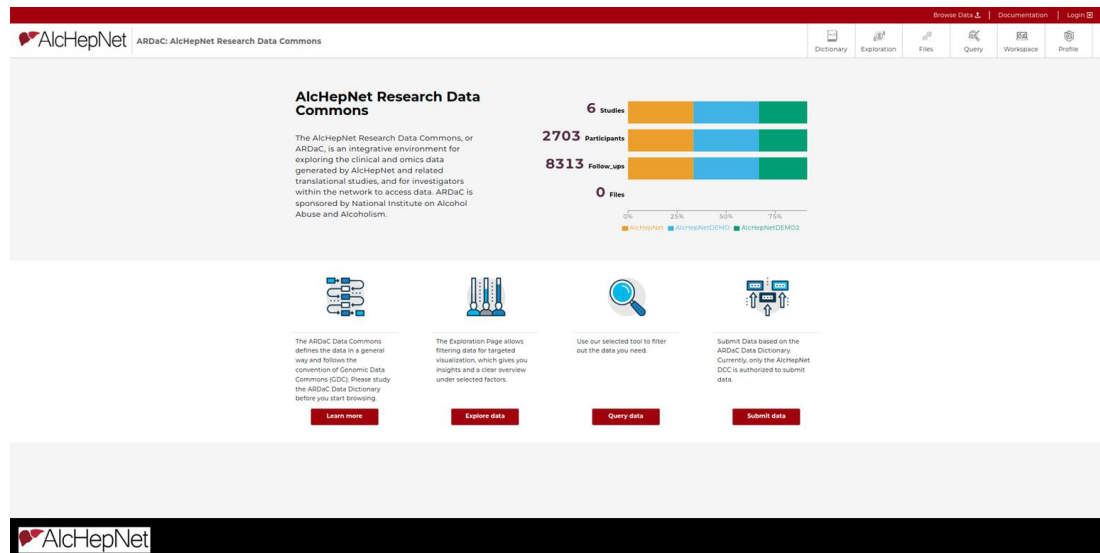 Browse Data | Documentation | Login
AlcHepNet ARDaC: AlcHepNet Research Data Commons
Dictionary Exploration Files Query Workspace Profile
AlcHepNet Research Data
Commons
The AlcHepNet Research Data Commons, or
ARDaC, is an integrative environment for
exploring the clinical and omics data
generated by AlcHepNet and related
translational studies, and for investigators
within the network to access data. ARDaC is
sponsored by National Institute on Alcohol
Abuse and Alcoholism.
6 Studies
2703 Participants
8313 Follow_ups
0 Files
0% 25% 50% 75%
AlcHepNet AlcHepNetDEMO AlcHepNetDEMO2
The ARDaC Data Commons
defines the data in a general
way and follows the
convention of Genomic Data
Commons (GDC). Please study
the ARDaC Data Dictionary
before you start browsing.
Learn more
The Exploration Page allows
filtering data for targeted
visualization, which gives you
insights and a clear overview
under selected factors.
Explore data
Use our selected tool to filter
out the data you need.
Query data
Submit Data based on the
ARDaC Data Dictionary.
Currently, only the AlcHepNet
DCC is authorized to submit
data.
Submit data
AlcHepNet